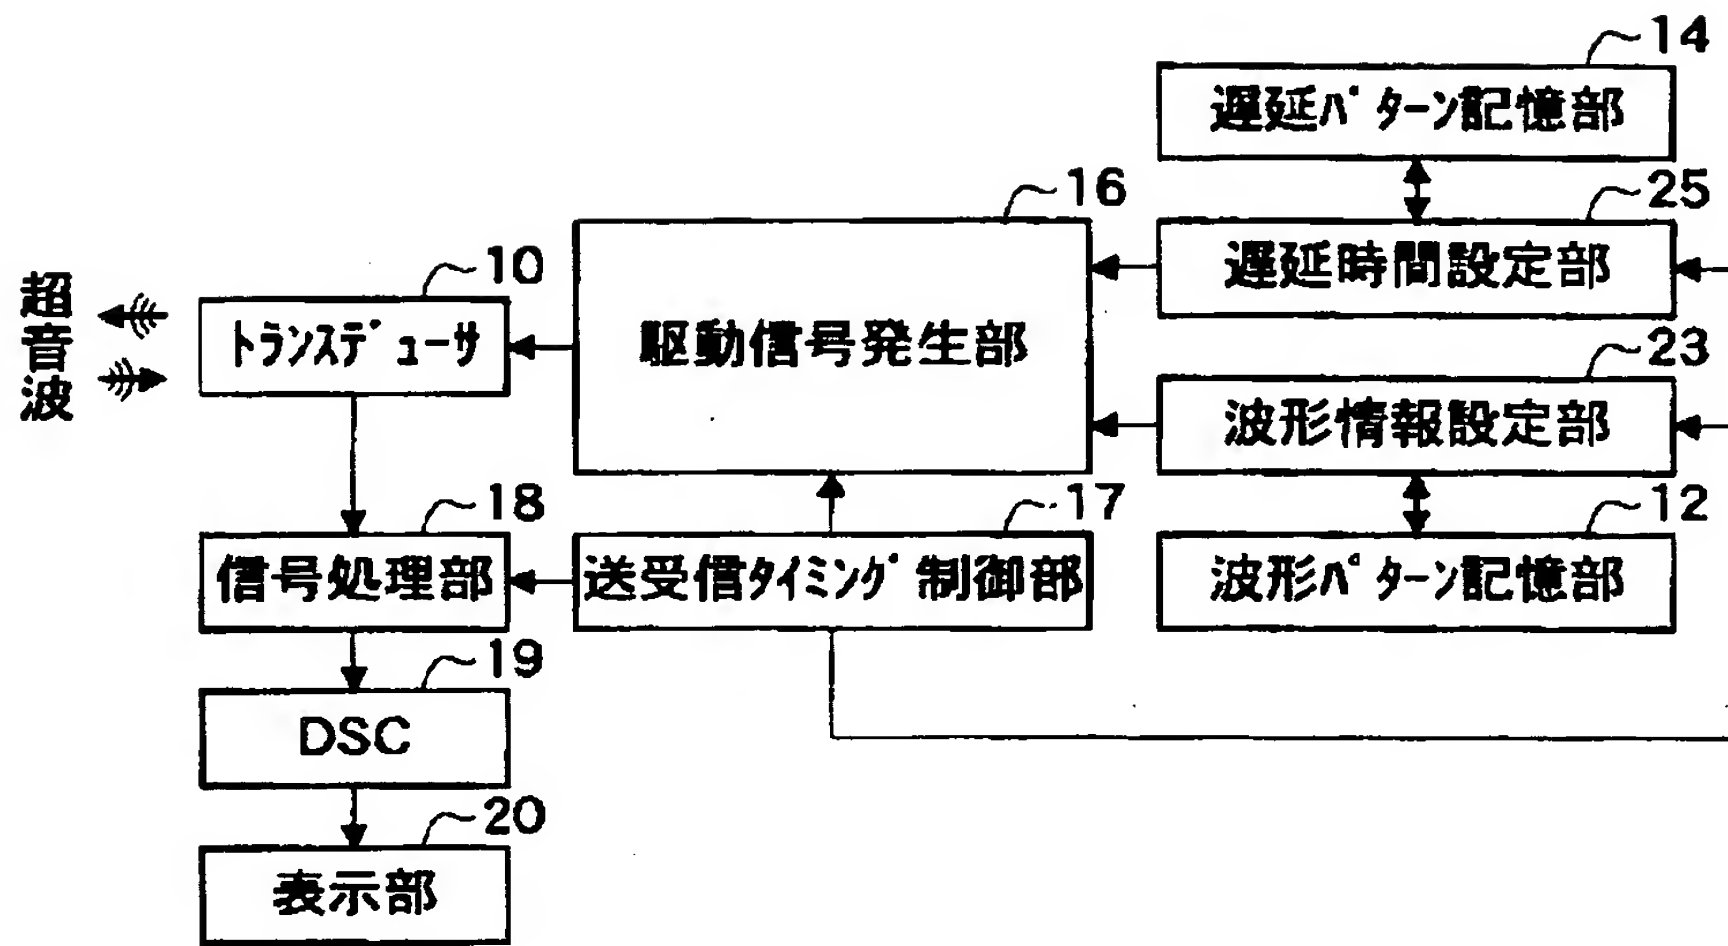 14
遅延パターン記憶部
16
25
遅延時間設定部
10
超音波
トランスデューサ
駆動信号発生部
23
波形情報設定部
18
17
12
信号処理部
送受信タイミング制御部
波形パターン記憶部
19
DSC
20
表示部